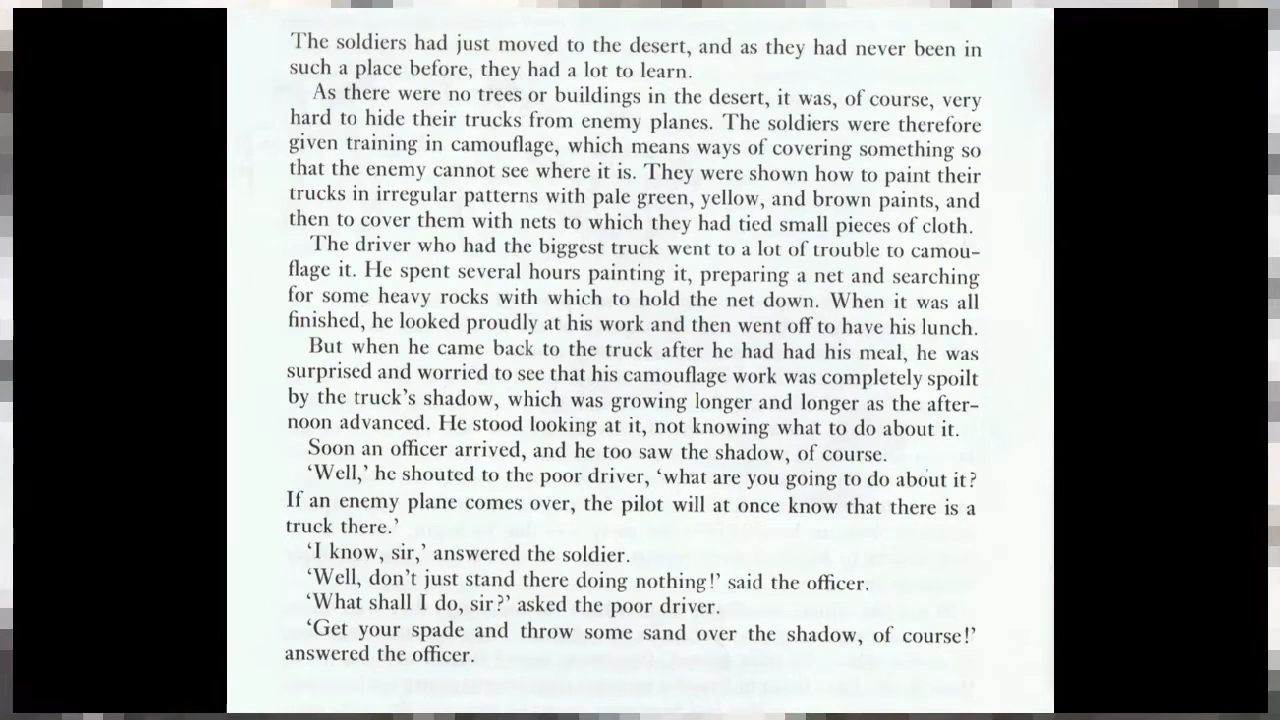 The soldiers had just moved to the desert, and as they had never been in
such a place before, they had a lot to learn.
As there were no trees or buildings in the desert, it was, of course, very
hard to hide their trucks from enemy planes. The soldiers were therefore
given training in camouflage, which means ways of covering something so
that the enemy cannot see where it is. They were shown how to paint their
trucks in irregular patterns with pale green, yellow, and brown paints, and
then to cover them with nets to which they had tied small pieces of cloth.
The driver who had the biggest truck went to a lot of trouble to camou-
flage it. He spent several hours painting it, preparing a net and searching
for some heavy rocks with which to hold the net down. When it was all
finished, he looked proudly at his work and then went off to have his lunch.
But when he came back to the truck after he had had his meal, he was
surprised and worried to see that his camouflage work was completely spoilt
by the truck's shadow, which was growing longer and longer as the after-
noon advanced. He stood looking at it, not knowing what to do about it.
Soon an officer arrived, and he too saw the shadow, of course.
‘Well,’ he shouted to the poor driver, ‘what are you going to do about it?
If an enemy plane comes over, the pilot will at once know that there is a
truck there.’
‘I know, sir,’ answered the soldier.
‘Well, don't just stand there doing nothing!’ said the officer.
‘What shall I do, sir?’ asked the poor driver.
‘Get your spade and throw some sand over the shadow, of course!’
answered the officer.